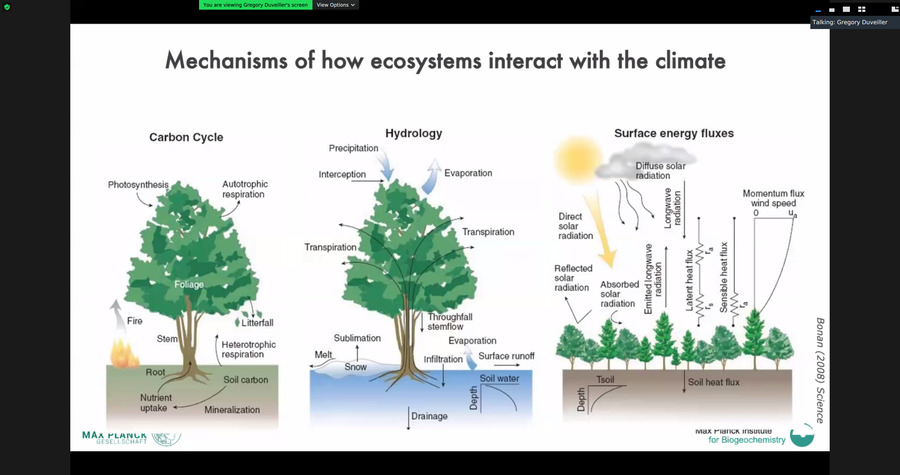 You are viewing Gregory Duveiller's screen
View Options
Talking: Gregory Duveiller
Mechanisms of how ecosystems interact with the climate
Carbon Cycle
Photosynthesis
Autotrophic
respiration
Foliage
Fire
Stem
Litterfall
Heterotrophic
respiration
Root
Soil carbon
Nutrient
uptake
Mineralization
Hydrology
Precipitation
Interception
Evaporation
Transpiration
Transpiration
Throughfall
stemflow
Sublimation
Evaporation
Melt
Snow
Infiltration
Surface runoff
Soil water
Depth
Drainage
Surface energy fluxes
Diffuse solar
radiation
Longwave
radiation
Momentum flux
wind speed
0 ua
Direct
solar
radiation
Reflected
solar
radiation
Absorbed
solar
radiation
Emitted longwave
radiation
Latent heat flux
ra
rs
Sensible heat flux
ra
Tsoil
Depth
Soil heat flux
Bonan (2008) Science
MAX PLANCK
GESELLSCHAFT
Max Planck Institute
for Biogeochemistry